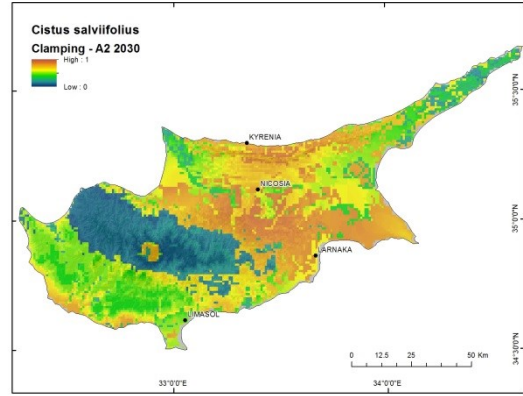 Cistus salviifolius
Clamping - A2 2030
High : 1
Low : 0
KYRENIA
NICOSIA
LARNAKA
LIMASOL
35°30'0"N
35°0'0"N
34°30'0"N
0 12.5 25 50 Km
33°0'0"E 34°0'0"E